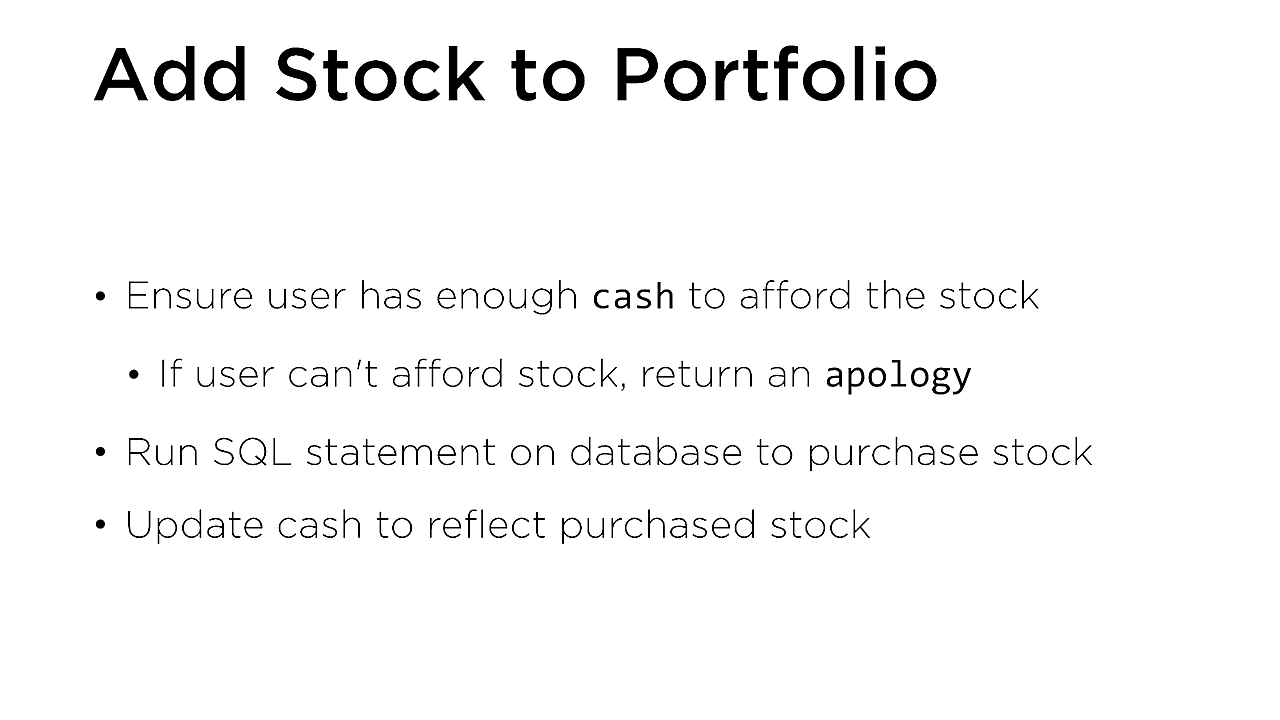 Add Stock to Portfolio
• Ensure user has enough cash to afford the stock
• If user can't afford stock, return an apology
• Run SQL statement on database to purchase stock
• Update cash to reflect purchased stock